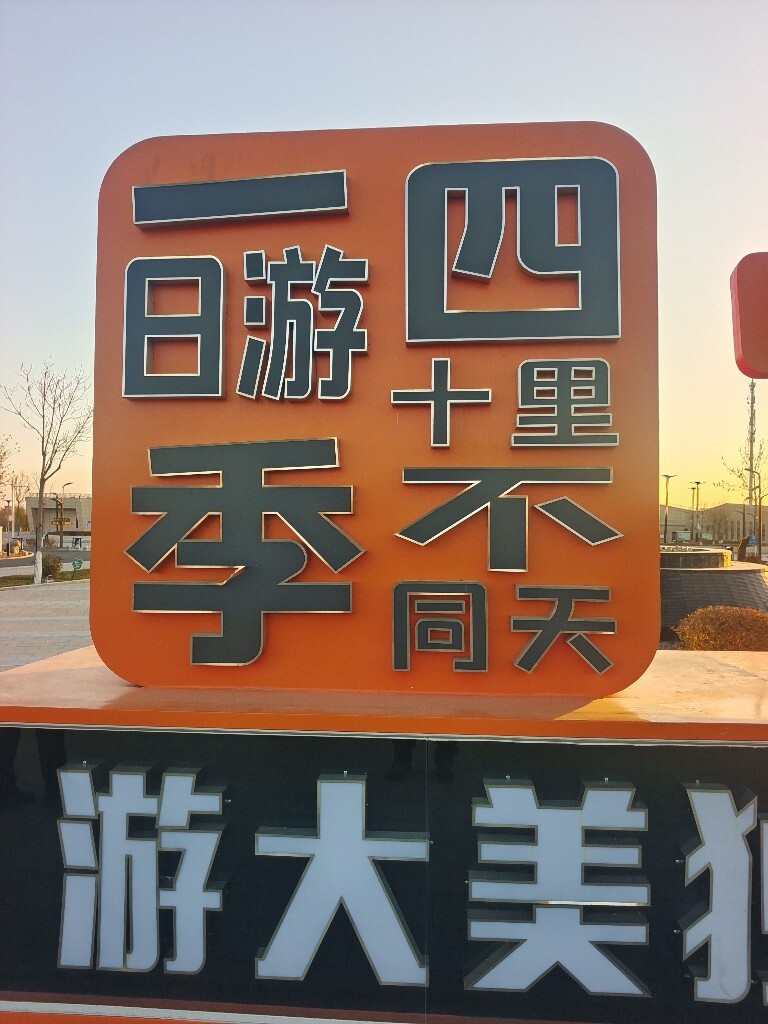 一
日游
四
季
十里
不
同天
游大美